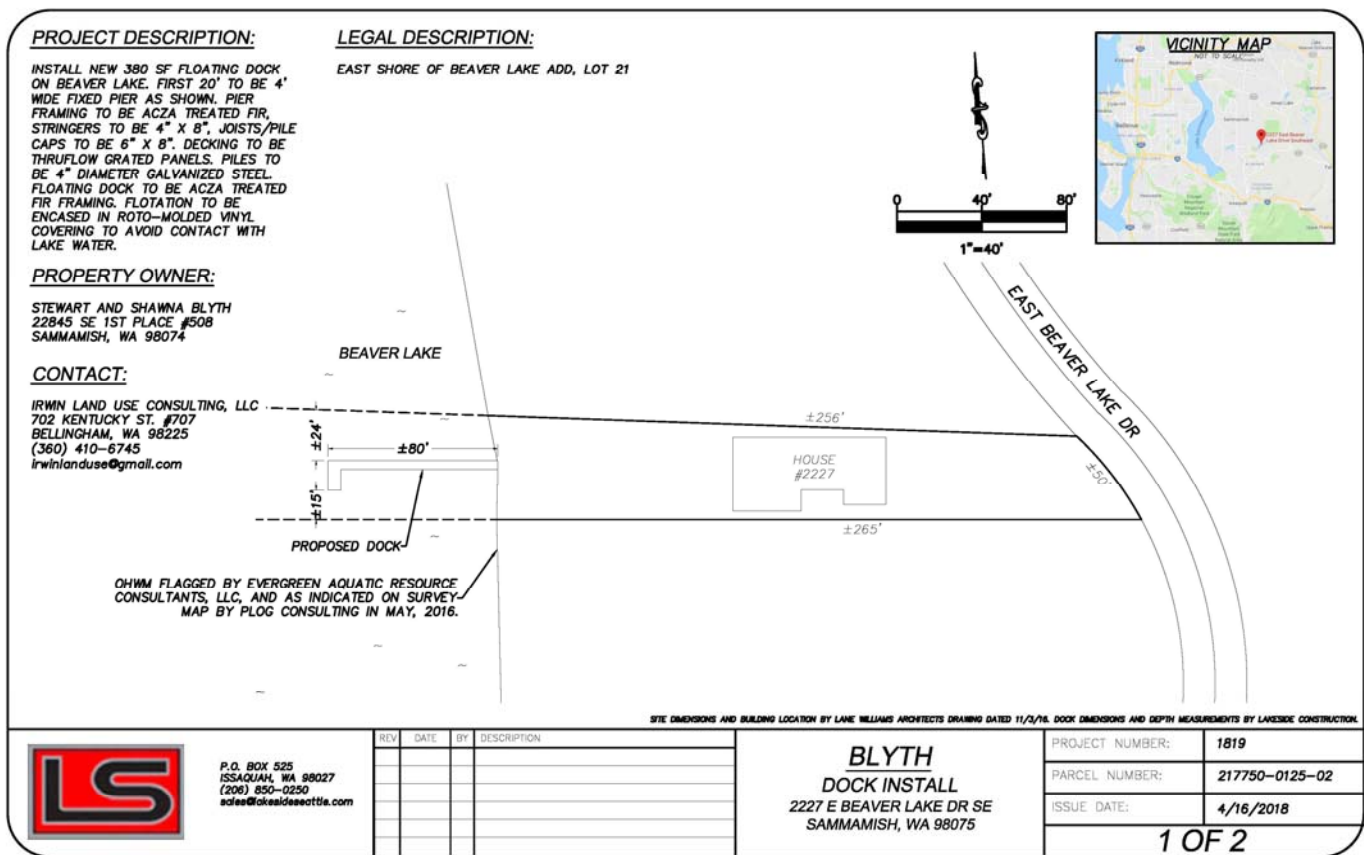 PROJECT DESCRIPTION:
INSTALL NEW 380 SF FLOATING DOCK
ON BEAVER LAKE. FIRST 20' TO BE 4'
WIDE FIXED PIER AS SHOWN. PIER
FRAMING TO BE ACZA TREATED FIR,
STRINGERS TO BE 4" X 8", JOISTS/PILE
CAPS TO BE 6" X 8". DECKING TO BE
THRUFLOW GRATED PANELS. PILES TO
BE 4" DIAMETER GALVANIZED STEEL.
FLOATING DOCK TO BE ACZA TREATED
FIR FRAMING. FLOTATION TO BE
ENCASED IN ROTO-MOLDED VINYL
COVERING TO AVOID CONTACT WITH
LAKE WATER.
PROPERTY OWNER:
STEWART AND SHAWNA BLYTH
22845 SE 1ST PLACE #508
SAMMAMISH, WA 98074
CONTACT:
IRWIN LAND USE CONSULTING, LLC
702 KENTUCKY ST. #707
BELLINGHAM, WA 98225
(360) 410-6745
irwinlanduse@gmail.com
LEGAL DESCRIPTION:
EAST SHORE OF BEAVER LAKE ADD, LOT 21
0 40' 80'
1"=40'
VICINITY MAP
NOT TO SCALE
BEAVER LAKE
EAST BEAVER LAKE DR
±256'
±24'
±80'
HOUSE
#2227
±50'
±15'
±265'
PROPOSED DOCK
OHWM FLAGGED BY EVERGREEN AQUATIC RESOURCE
CONSULTANTS, LLC, AND AS INDICATED ON SURVEY
MAP BY PLOG CONSULTING IN MAY, 2016.
SITE DIMENSIONS AND BUILDING LOCATION BY LANE WILLIAMS ARCHITECTS DRAWING DATED 11/3/16. DOCK DIMENSIONS AND DEPTH MEASUREMENTS BY LAKESIDE CONSTRUCTION.
LS
P.O. BOX 525
ISSAQUAH, WA 98027
(206) 850-0250
sales@lakesideseattle.com
REV DATE BY DESCRIPTION
BLYTH
DOCK INSTALL
2227 E BEAVER LAKE DR SE
SAMMAMISH, WA 98075
PROJECT NUMBER: 1819
PARCEL NUMBER: 217750-0125-02
ISSUE DATE: 4/16/2018
1 OF 2